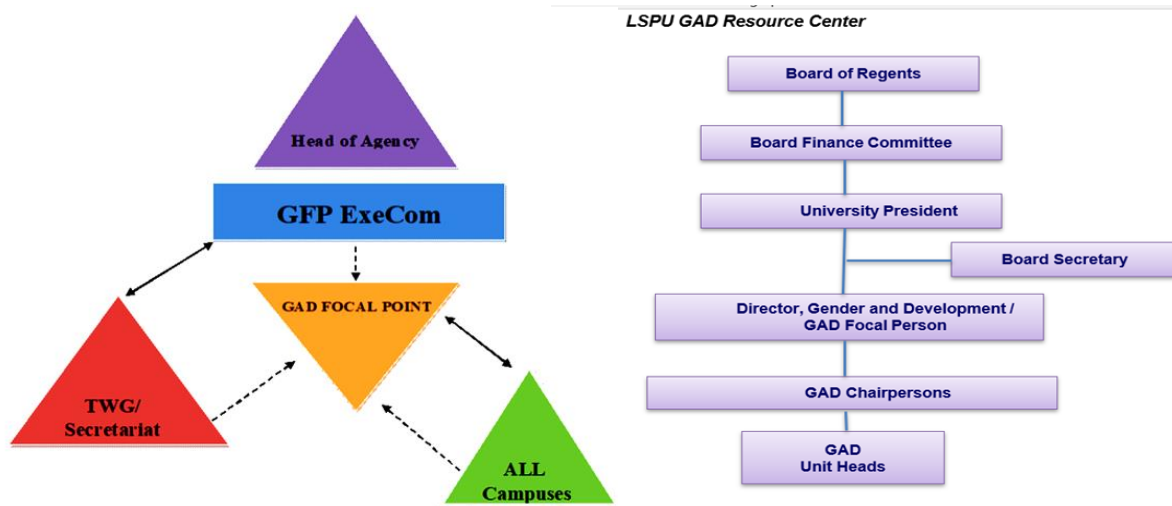 Head of Agency
GFP ExeCom
GAD FOCAL POINT
TWG/
Secretariat
ALL
Campuses
LSPU GAD Resource Center
Board of Regents
Board Finance Committee
University President
Board Secretary
Director, Gender and Development /
GAD Focal Person
GAD Chairpersons
GAD
Unit Heads